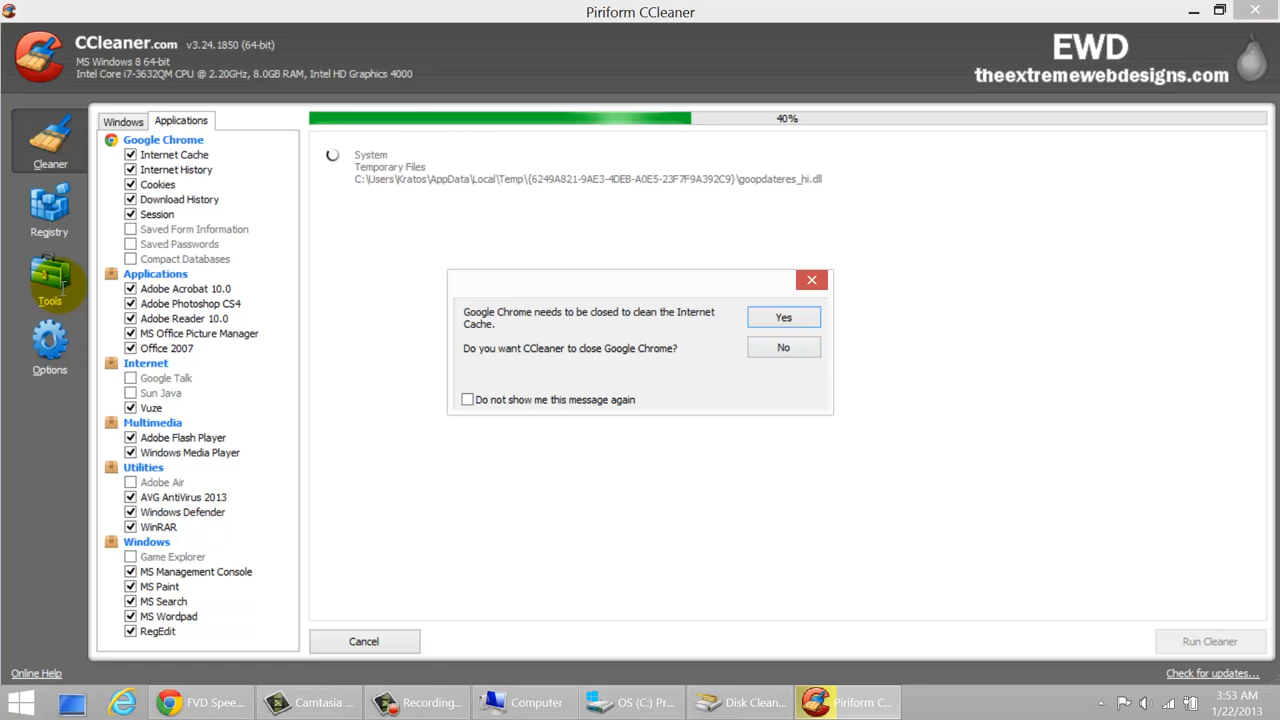 Piriform CCleaner
CCleaner.com v3.24.1850 (64-bit)
MS Windows 8 64-bit
Intel Core i7-3632QM CPU @ 2.20GHz, 8.0GB RAM, Intel HD Graphics 4000
EWD
theextremewebdesigns.com
Cleaner
Registry
Tools
Options
Windows
Applications
Google Chrome
Internet Cache
Internet History
Cookies
Download History
Session
Saved Form Information
Saved Passwords
Compact Databases
Applications
Adobe Acrobat 10.0
Adobe Photoshop CS4
Adobe Reader 10.0
MS Office Picture Manager
Office 2007
Internet
Google Talk
Sun Java
Vuze
Multimedia
Adobe Flash Player
Windows Media Player
Utilities
Adobe Air
AVG AntiVirus 2013
Windows Defender
WinRAR
Windows
Game Explorer
MS Management Console
MS Paint
MS Search
MS Wordpad
RegEdit
40%
System
Temporary Files
C:\Users\Kratos\AppData\Local\Temp\{6249A821-9AE3-4DEB-A0E5-23F7F9A392C9}\goopdateres_hi.dll
Google Chrome needs to be closed to clean the Internet
Cache.
Do you want CCleaner to close Google Chrome?
Yes
No
Do not show me this message again
Cancel
Run Cleaner
Online Help
Check for updates...
FVD Spee...
Camtasia ...
Recording...
Computer
OS (C:) Pr...
Disk Clean...
Piriform C...
3:53 AM
1/22/2013